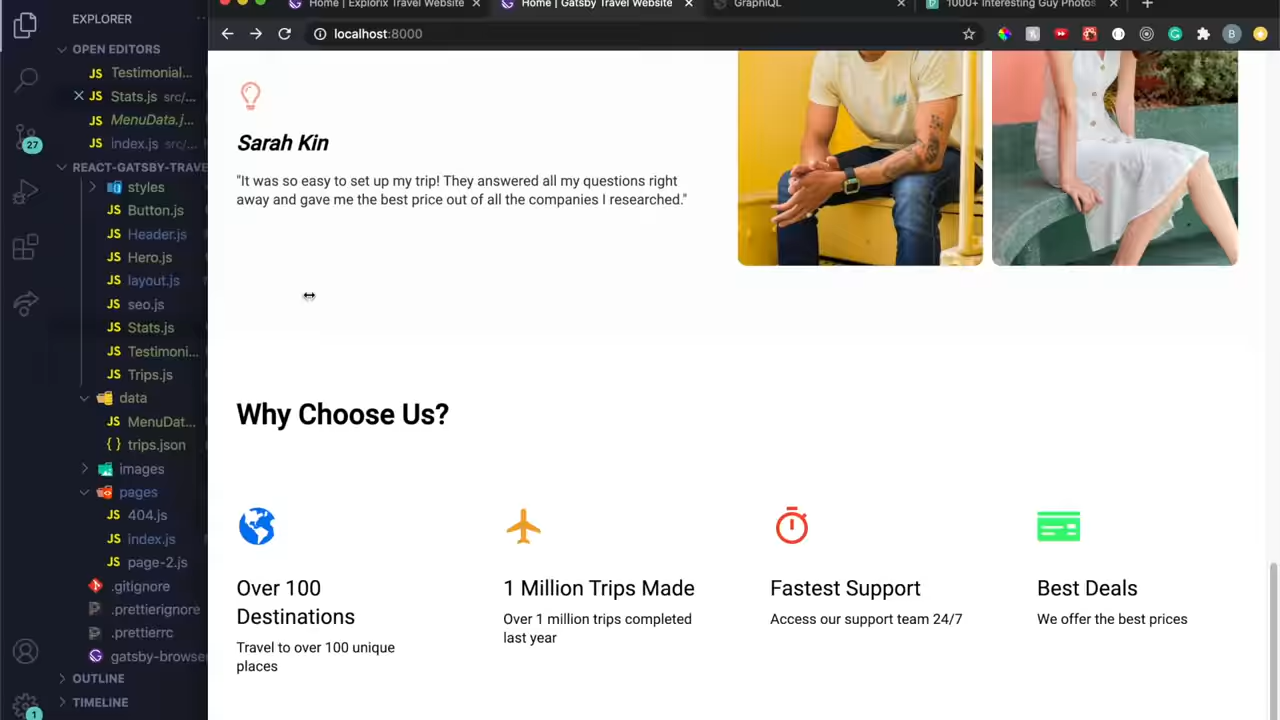 EXPLORER
OPEN EDITORS
JS Testimonial...
JS Stats.js src/...
JS MenuData.j...
JS index.js src/...
27
REACT-GATSBY-TRAVE
styles
JS Button.js
JS Header.js
JS Hero.js
JS layout.js
JS seo.js
JS Stats.js
JS Testimoni...
JS Trips.js
data
JS MenuDat...
{ } trips.json
images
pages
JS 404.js
JS index.js
JS page-2.js
.gitignore
.prettierignore
.prettierrc
gatsby-browse
OUTLINE
TIMELINE
1
Home | Explorix Travel Website
Home | Gatsby Travel Website
GraphiQL
1000+ Interesting Guy Photos
localhost:8000
B
Sarah Kin
"It was so easy to set up my trip! They answered all my questions right
away and gave me the best price out of all the companies I researched."
Why Choose Us?
Over 100
Destinations
Travel to over 100 unique
places
1 Million Trips Made
Over 1 million trips completed
last year
Fastest Support
Access our support team 24/7
Best Deals
We offer the best prices